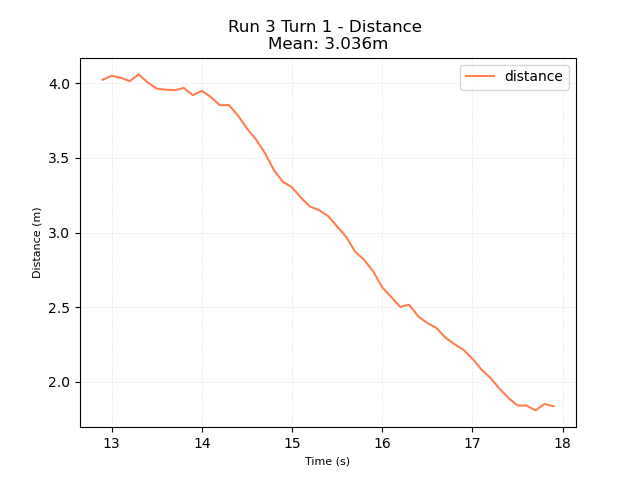 Run 3 Turn 1 - Distance
Mean: 3.036m
distance
4.0
3.5
3.0
2.5
2.0
Distance (m)
13 14 15 16 17 18
Time (s)